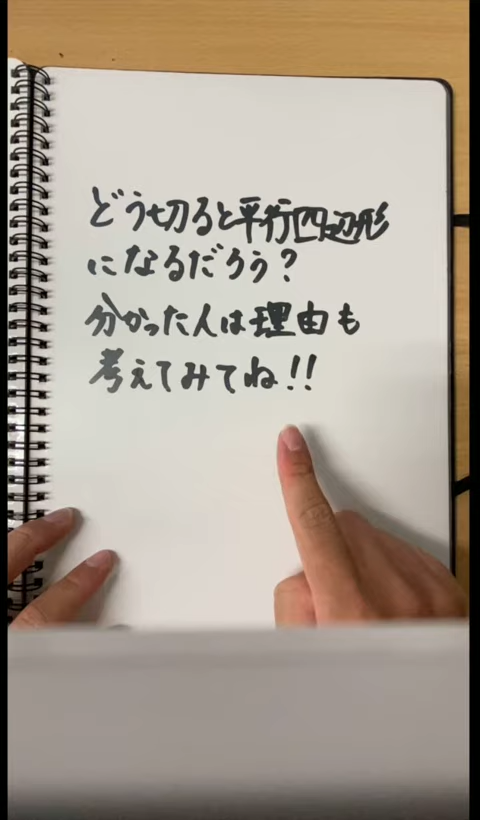 どう切ると平行四辺形
になるだろう？
分かった人は理由も
考えてみてね!!